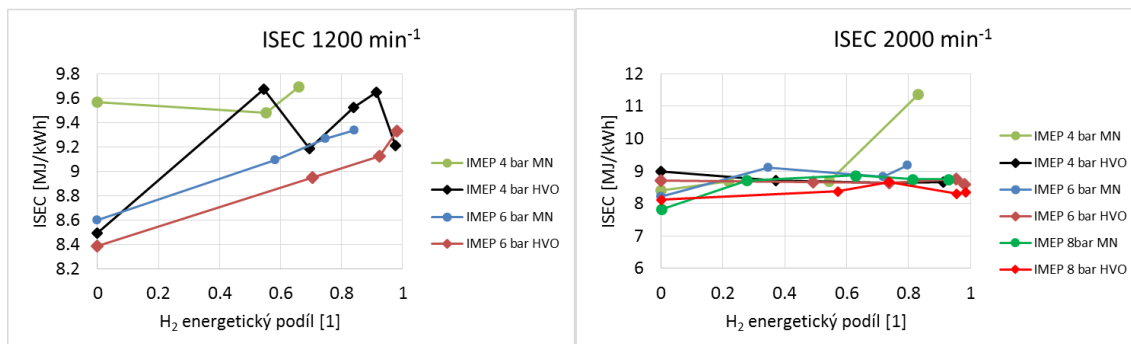 ISEC 1200 min⁻¹
ISEC [MJ/kWh]
9.8
9.6
9.4
9.2
9
8.8
8.6
8.4
8.2
0 0.2 0.4 0.6 0.8 1
H₂ energetický podíl [1]
IMEP 4 bar MN
IMEP 4 bar HVO
IMEP 6 bar MN
IMEP 6 bar HVO
ISEC 2000 min⁻¹
ISEC [MJ/kWh]
12
11
10
9
8
7
6
0 0.2 0.4 0.6 0.8 1
H₂ energetický podíl [1]
IMEP 4 bar MN
IMEP 4 bar HVO
IMEP 6 bar MN
IMEP 6 bar HVO
IMEP 8bar MN
IMEP 8 bar HVO